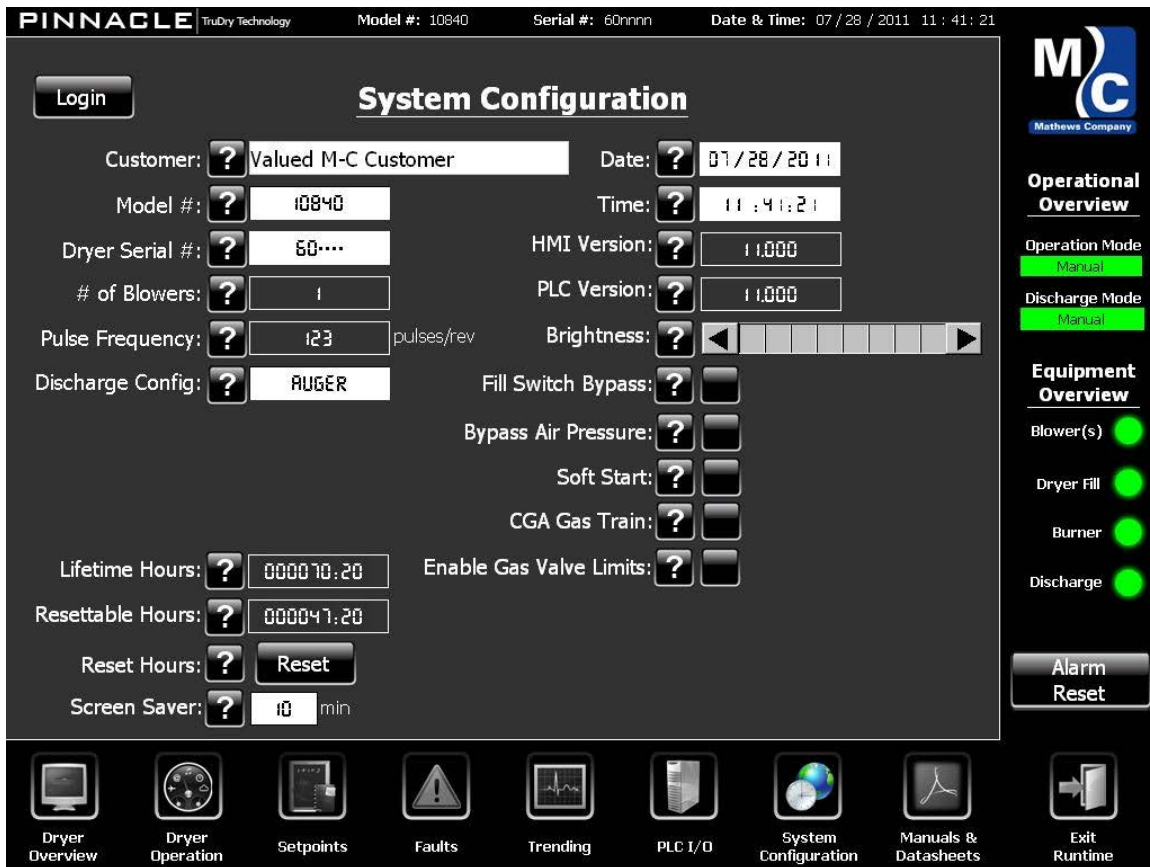 PINNACLE TruDry Technology Model #: 10840 Serial #: 60nnnn Date & Time: 07 / 28 / 2011 11 : 41 : 21
Login
System Configuration
Customer: ? Valued M-C Customer
Date: ? 07/28/2011
Model #: ? 10840
Time: ? 11:41:21
Dryer Serial #: ? 60----
HMI Version: ? 11.000
# of Blowers: ? 1
PLC Version: ? 11.000
Pulse Frequency: ? 123 pulses/rev
Brightness: ?
Discharge Config: ? AUGER
Fill Switch Bypass: ?
Bypass Air Pressure: ?
Soft Start: ?
CGA Gas Train: ?
Lifetime Hours: ? 000070:20
Enable Gas Valve Limits: ?
Resettable Hours: ? 000047:20
Reset Hours: ? Reset
Screen Saver: ? 10 min
M C
Mathews Company
Operational
Overview
Operation Mode
Manual
Discharge Mode
Manual
Equipment
Overview
Blower(s)
Dryer Fill
Burner
Discharge
Alarm
Reset
Dryer
Overview
Dryer
Operation
Setpoints
Faults
Trending
PLC I/O
System
Configuration
Manuals &
Datasheets
Exit
Runtime